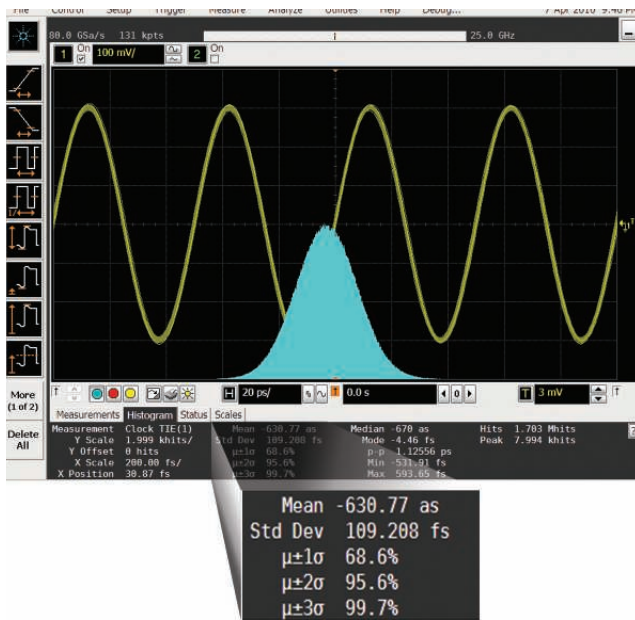 File Control Setup Trigger Measure Analyze Utilities Help Debug... 7 Apr 2010 9:40 PM
80.0 GSa/s 131 kpts 25.0 GHz
1 On 100 mV/ 2 On
T
More
(1 of 2)
Delete
All
H 20 ps/ 0.0 s 0 T 3 mV
Measurements Histogram Status Scales
Measurement Clock TIE(1) Mean -630.77 as Median -670 as Hits 1.703 Mhits
Y Scale 1.999 khits/ Std Dev 109.208 fs Mode -4.46 fs Peak 7.994 khits
Y Offset 0 hits µ±1σ 68.6% p-p 1.12556 ps
X Scale 200.00 fs/ µ±2σ 95.6% Min -531.91 fs
X Position 30.87 fs µ±3σ 99.7% Max 593.65 fs
Mean -630.77 as
Std Dev 109.208 fs
µ±1σ 68.6%
µ±2σ 95.6%
µ±3σ 99.7%